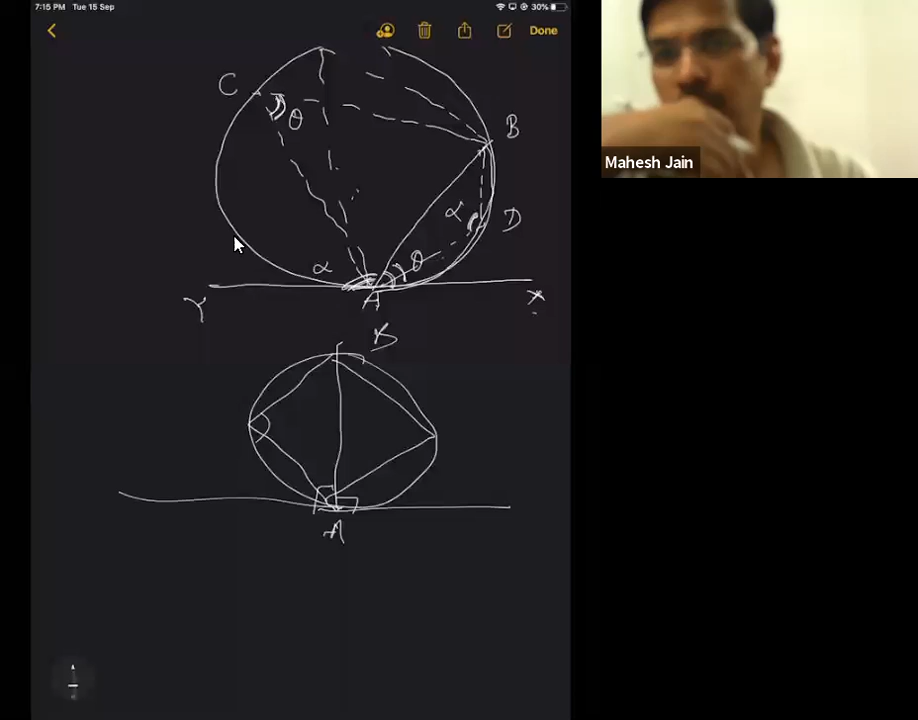 7:15 PM Tue 15 Sep
30%
Done
C
θ
B
α
D
α
θ
A
Y
X
B
A
Mahesh Jain